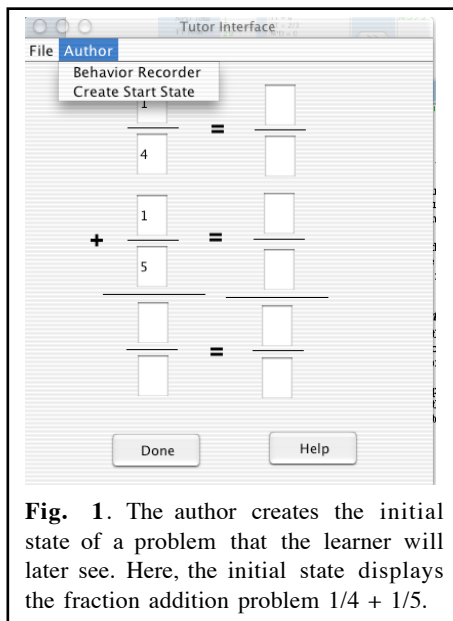 Tutor Interface
File Author
Behavior Recorder
Create Start State
1
=
4
1
+ =
5
=
Done Help
Fig. 1. The author creates the initial
state of a problem that the learner will
later see. Here, the initial state displays
the fraction addition problem 1/4 + 1/5.